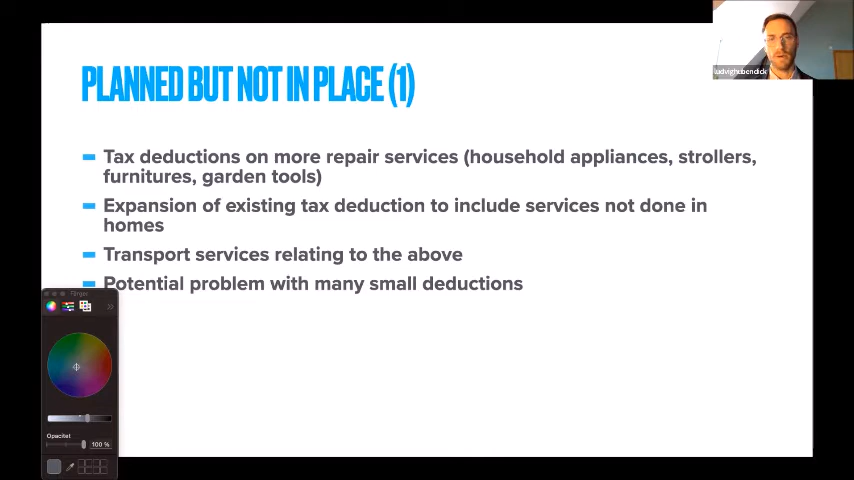 PLANNED BUT NOT IN PLACE (1)
Tax deductions on more repair services (household appliances, strollers,
furnitures, garden tools)
Expansion of existing tax deduction to include services not done in
homes
Transport services relating to the above
Potential problem with many small deductions
Färger
Opacitet
100 %